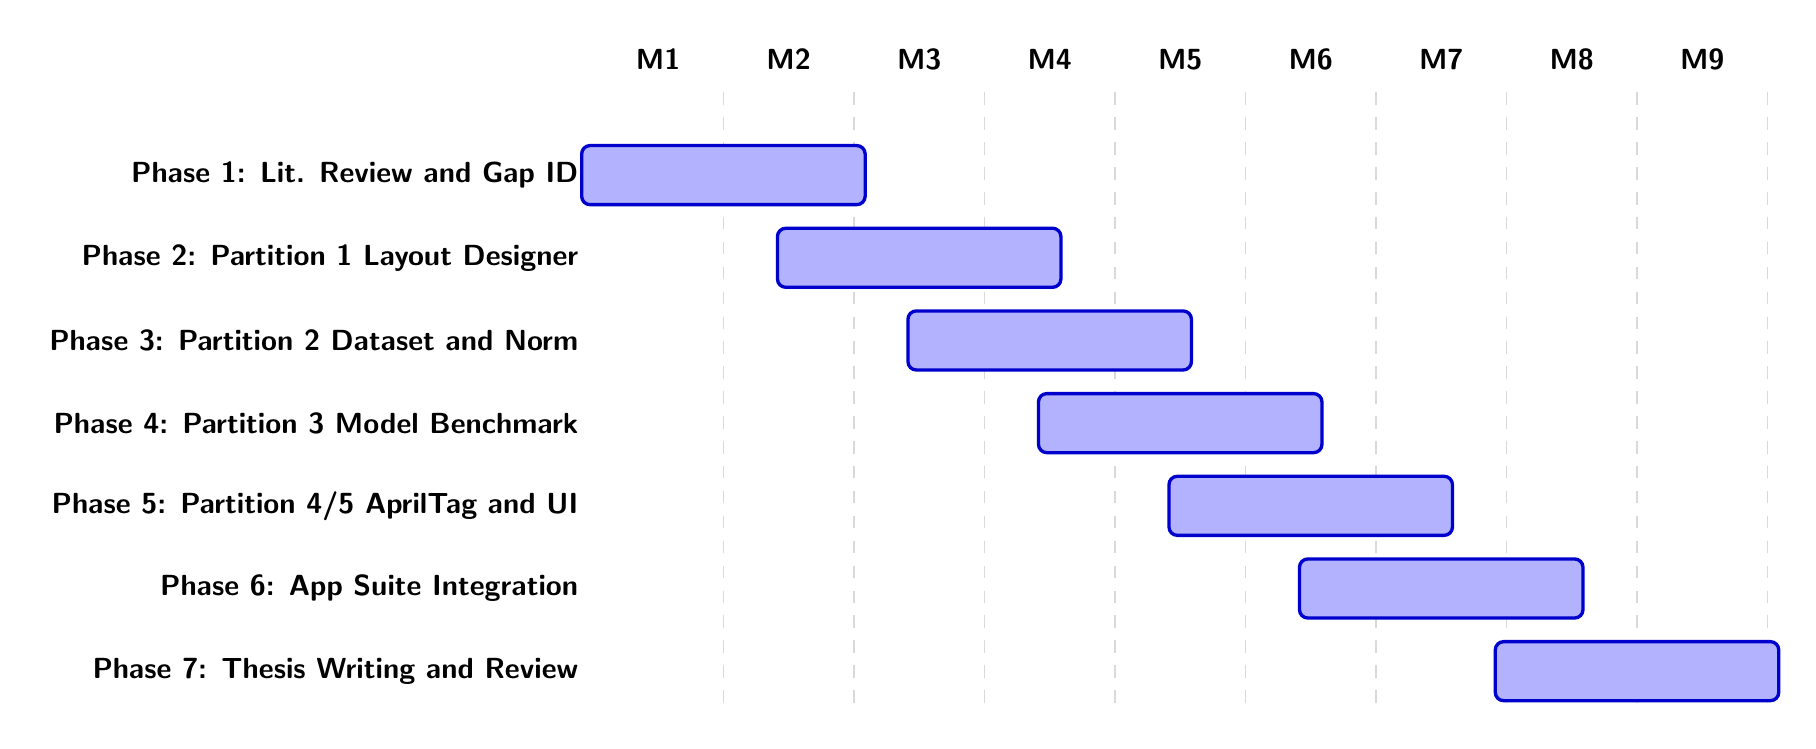 M1 M2 M3 M4 M5 M6 M7 M8 M9
Phase 1: Lit. Review and Gap ID
Phase 2: Partition 1 Layout Designer
Phase 3: Partition 2 Dataset and Norm
Phase 4: Partition 3 Model Benchmark
Phase 5: Partition 4/5 AprilTag and UI
Phase 6: App Suite Integration
Phase 7: Thesis Writing and Review